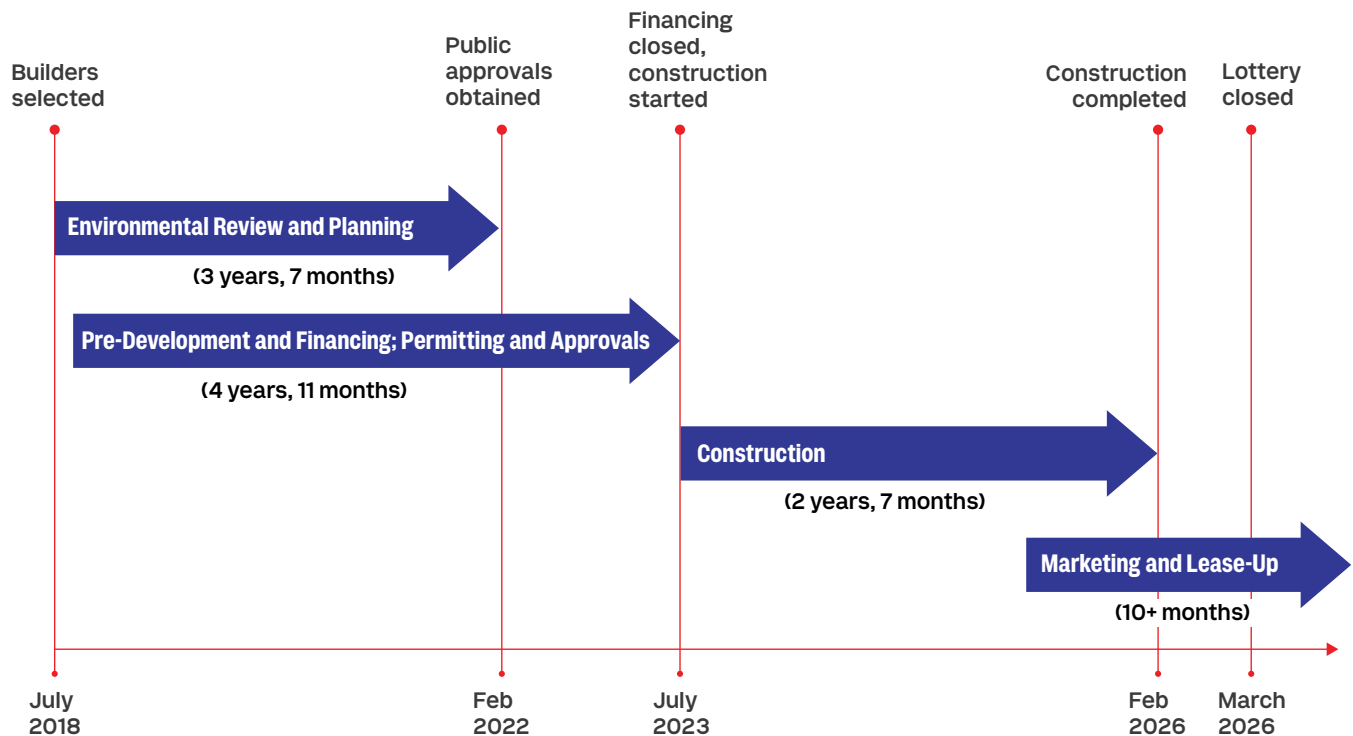 Builders
selected
Public
approvals
obtained
Financing
closed,
construction
started
Construction
completed
Lottery
closed
Environmental Review and Planning
(3 years, 7 months)
Pre-Development and Financing; Permitting and Approvals
(4 years, 11 months)
Construction
(2 years, 7 months)
Marketing and Lease-Up
(10+ months)
July
2018
Feb
2022
July
2023
Feb
2026
March
2026